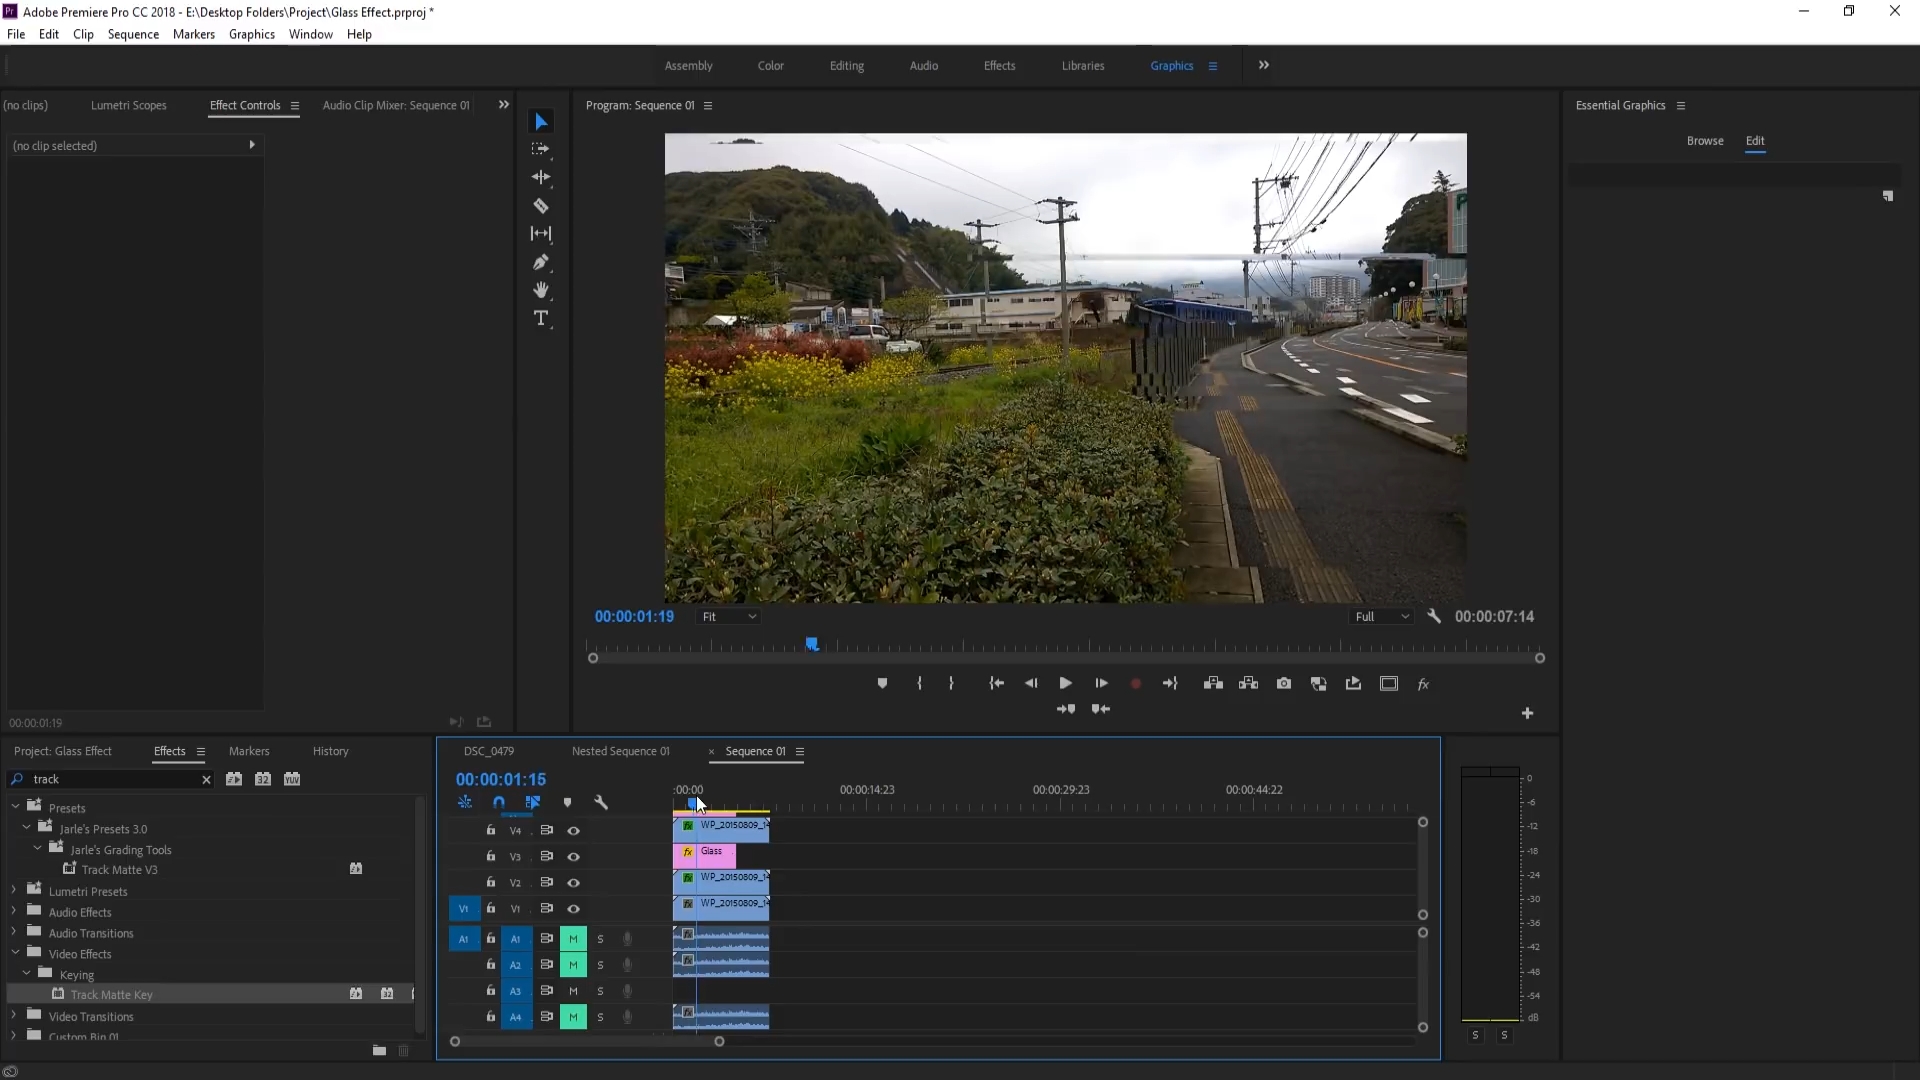 Adobe Premiere Pro CC 2018 - E:\Desktop Folders\Project\Glass Effect.prproj *
File Edit Clip Sequence Markers Graphics Window Help
Assembly Color Editing Audio Effects Libraries Graphics
(no clips) Lumetri Scopes Effect Controls Audio Clip Mixer: Sequence 01
Program: Sequence 01
Essential Graphics
(no clip selected)
Browse Edit
00:00:01:19 Fit Full 00:00:07:14
00:00:01:19
Project: Glass Effect Effects Markers History
DSC_0479 Nested Sequence 01 × Sequence 01
track
00:00:01:15
:00:00 00:00:14:23 00:00:29:23 00:00:44:22
Presets
Jarle's Presets 3.0
Jarle's Grading Tools
Track Matte V3
Lumetri Presets
Audio Effects
Audio Transitions
Video Effects
Keying
Track Matte Key
Video Transitions
Custom Bin 01
V4 WP_20150809_14
V3 fx Glass
V2 WP_20150809_14
V1 V1 WP_20150809_14
A1 A1 M S
A2 M S
A3 M S
A4 M S
0
-6
-12
-18
-24
-30
-36
-42
-48
-54
dB
S S